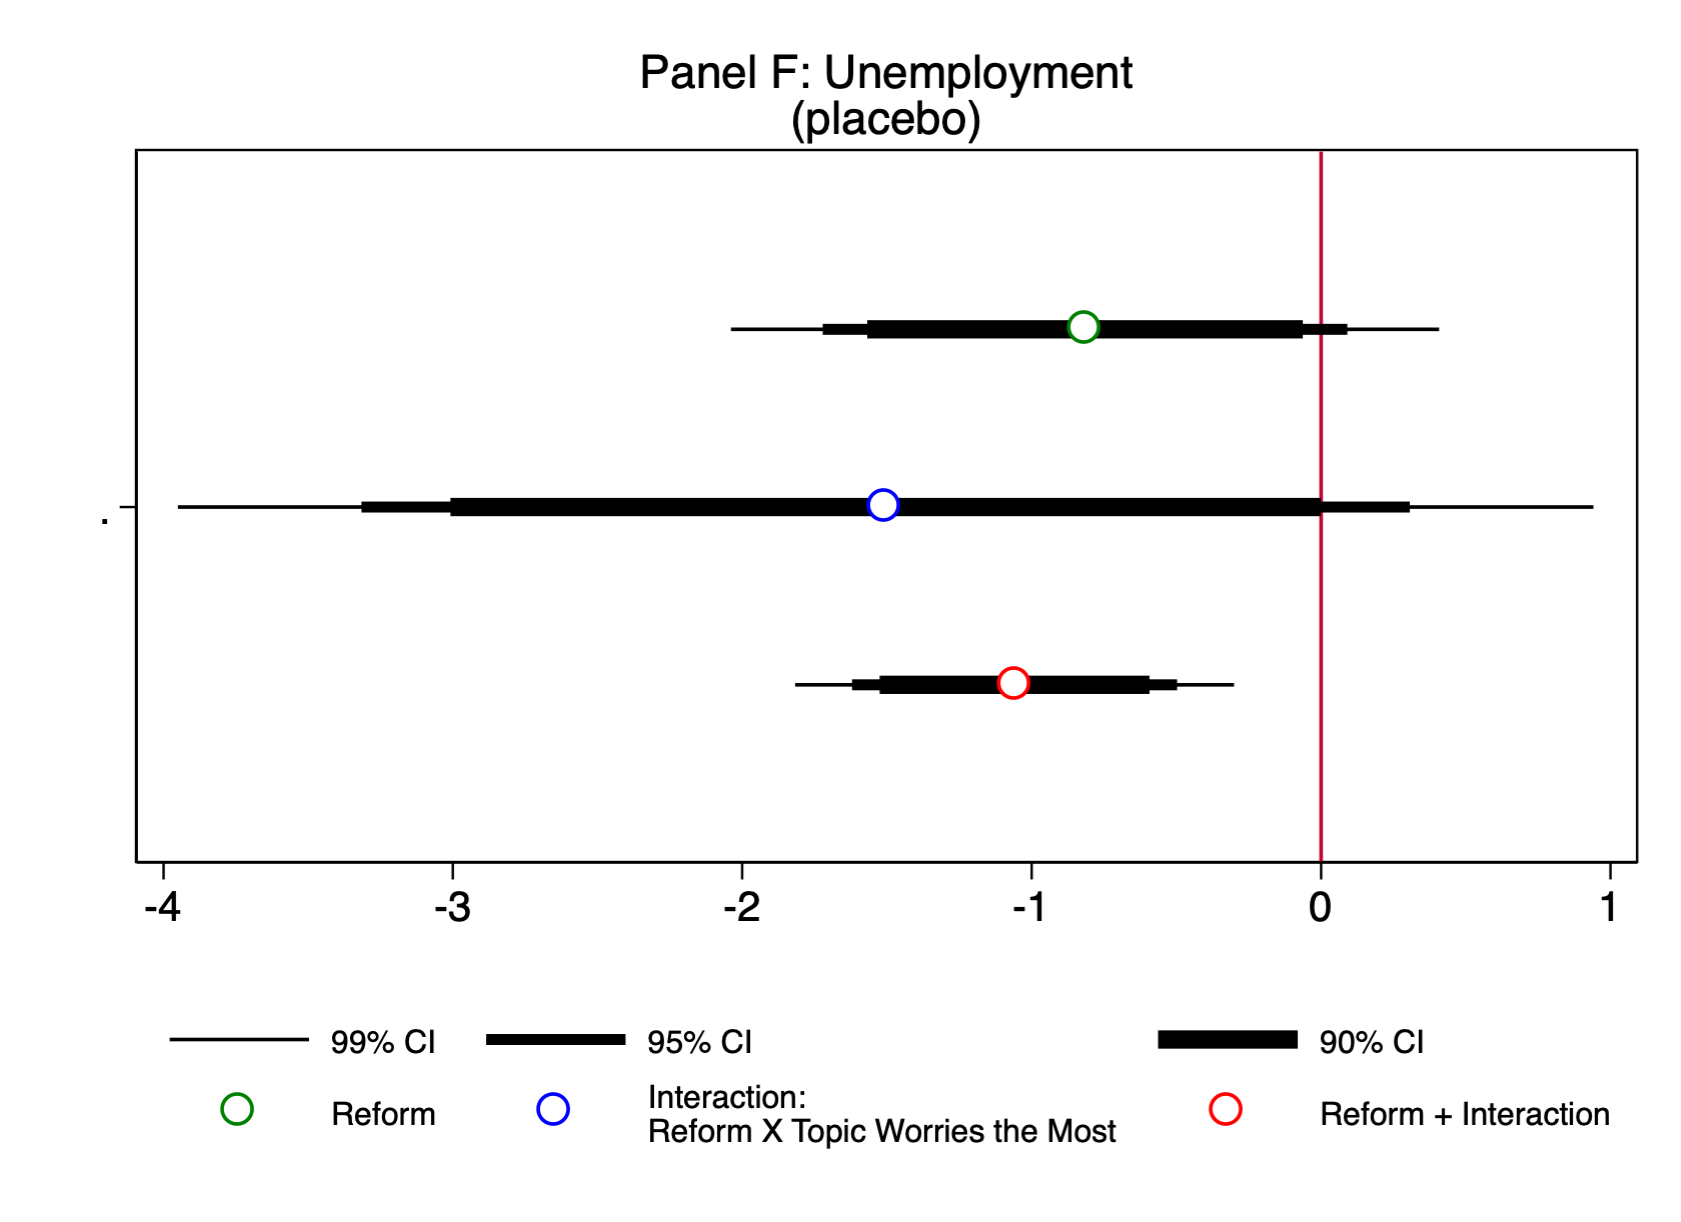 Panel F: Unemployment
(placebo)
.
-4 -3 -2 -1 0 1
99% CI 95% CI 90% CI
Reform Interaction: Reform + Interaction
Reform X Topic Worries the Most